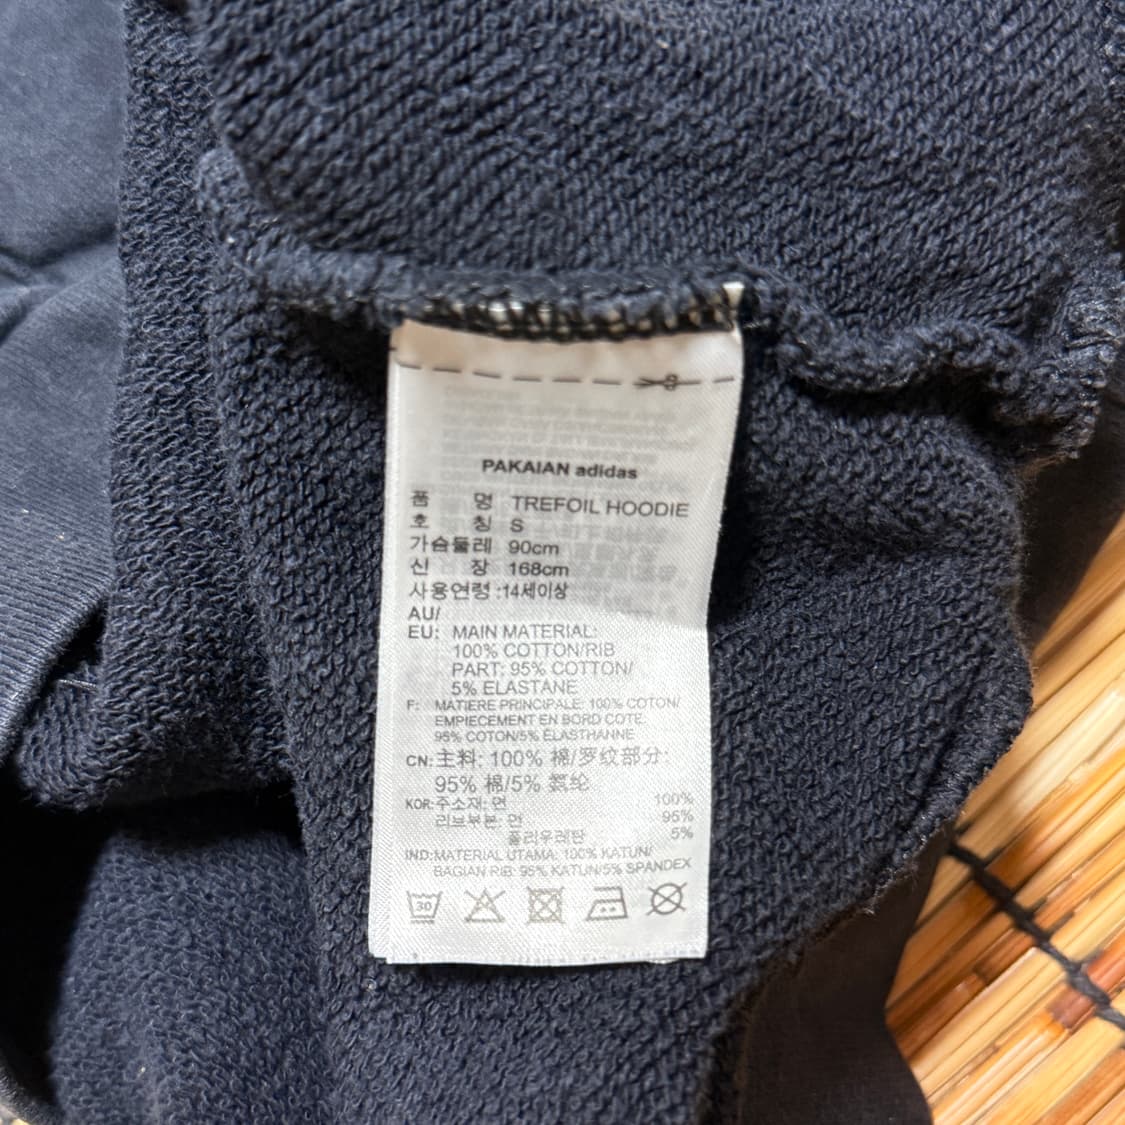 PAKAIAN adidas
품 명 TREFOIL HOODIE
호 칭 S
가슴둘레 90cm
신 장 168cm
사용연령 :14세이상
AU/
EU: MAIN MATERIAL:
100% COTTON/RIB
PART: 95% COTTON/
5% ELASTANE
F: MATIERE PRINCIPALE: 100% COTON/
EMPIECEMENT EN BORD COTE:
95% COTON/5% ELASTHANNE
CN: 主料: 100% 棉/罗纹部分:
95% 棉/5% 氨纶
KOR: 주소재: 면 100%
리브부분: 면 95%
폴리우레탄 5%
IND: MATERIAL UTAMA: 100% KATUN/
BAGIAN RIB: 95% KATUN/5% SPANDEX
30